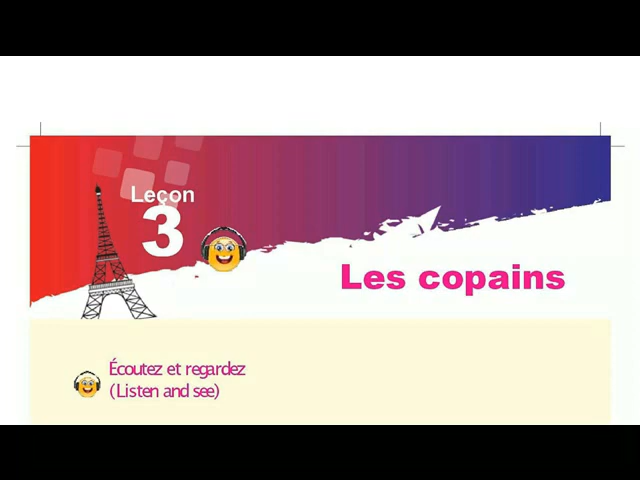 Leçon
3
Les copains
Écoutez et regardez
(Listen and see)